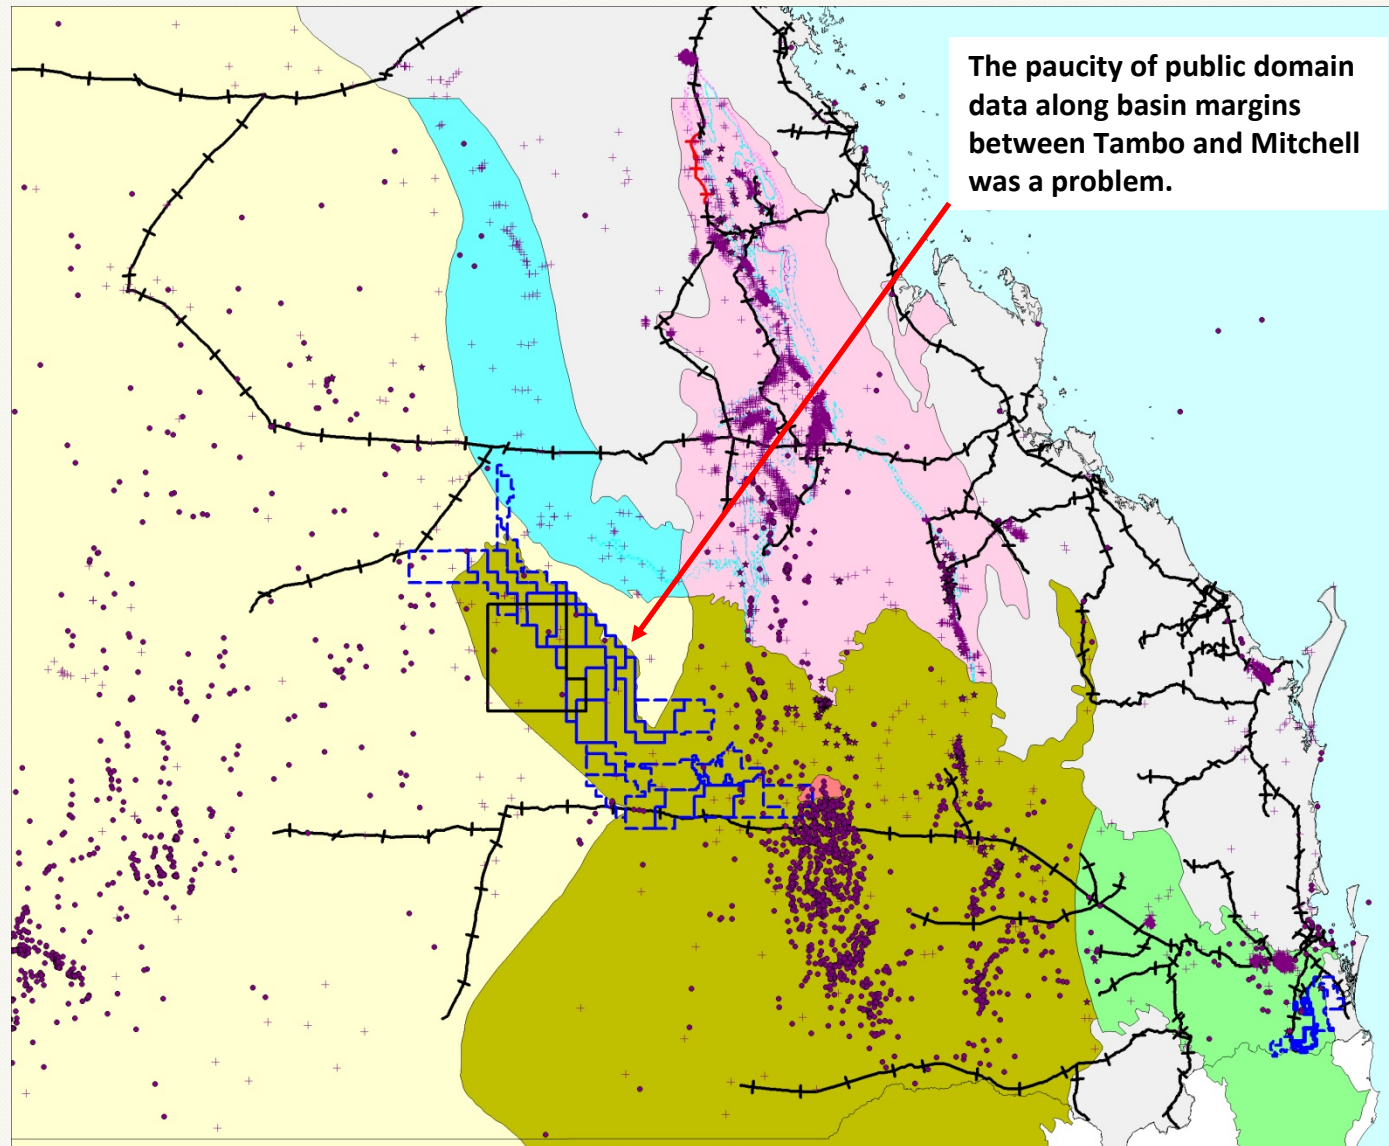 The paucity of public domain
data along basin margins
between Tambo and Mitchell
was a problem.